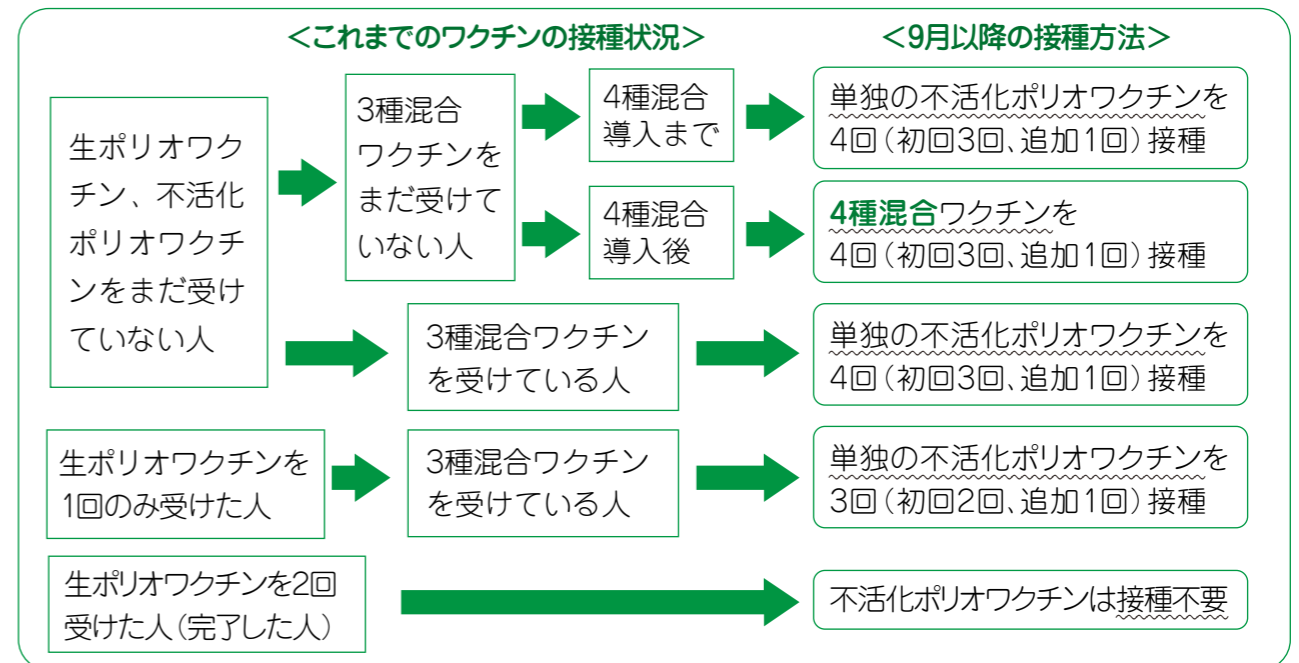 <これまでのワクチンの接種状況>
<9月以降の接種方法>
生ポリオワク
チン、不活化
ポリオワクチ
ンをまだ受け
ていない人
3種混合
ワクチンを
まだ受けて
いない人
4種混合
導入まで
単独の不活化ポリオワクチンを
4回(初回3回、追加1回)接種
4種混合
導入後
4種混合ワクチンを
4回(初回3回、追加1回)接種
3種混合ワクチン
を受けている人
単独の不活化ポリオワクチンを
4回(初回3回、追加1回)接種
生ポリオワクチンを
1回のみ受けた人
3種混合ワクチン
を受けている人
単独の不活化ポリオワクチンを
3回(初回2回、追加1回)接種
生ポリオワクチンを2回
受けた人(完了した人)
不活化ポリオワクチンは接種不要